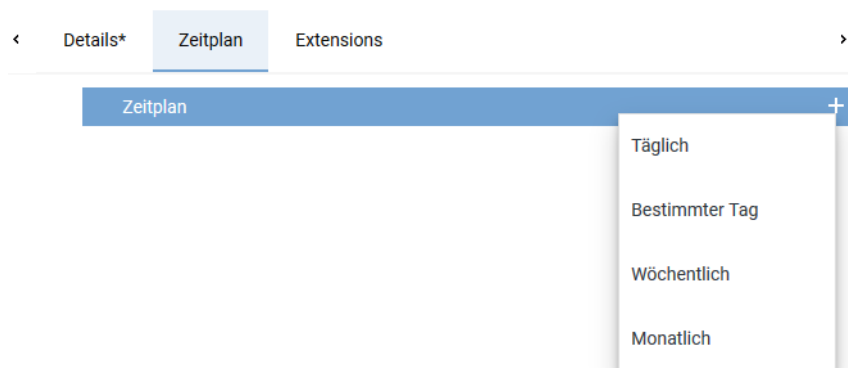 Details* Zeitplan Extensions
Zeitplan
Täglich
Bestimmter Tag
Wöchentlich
Monatlich